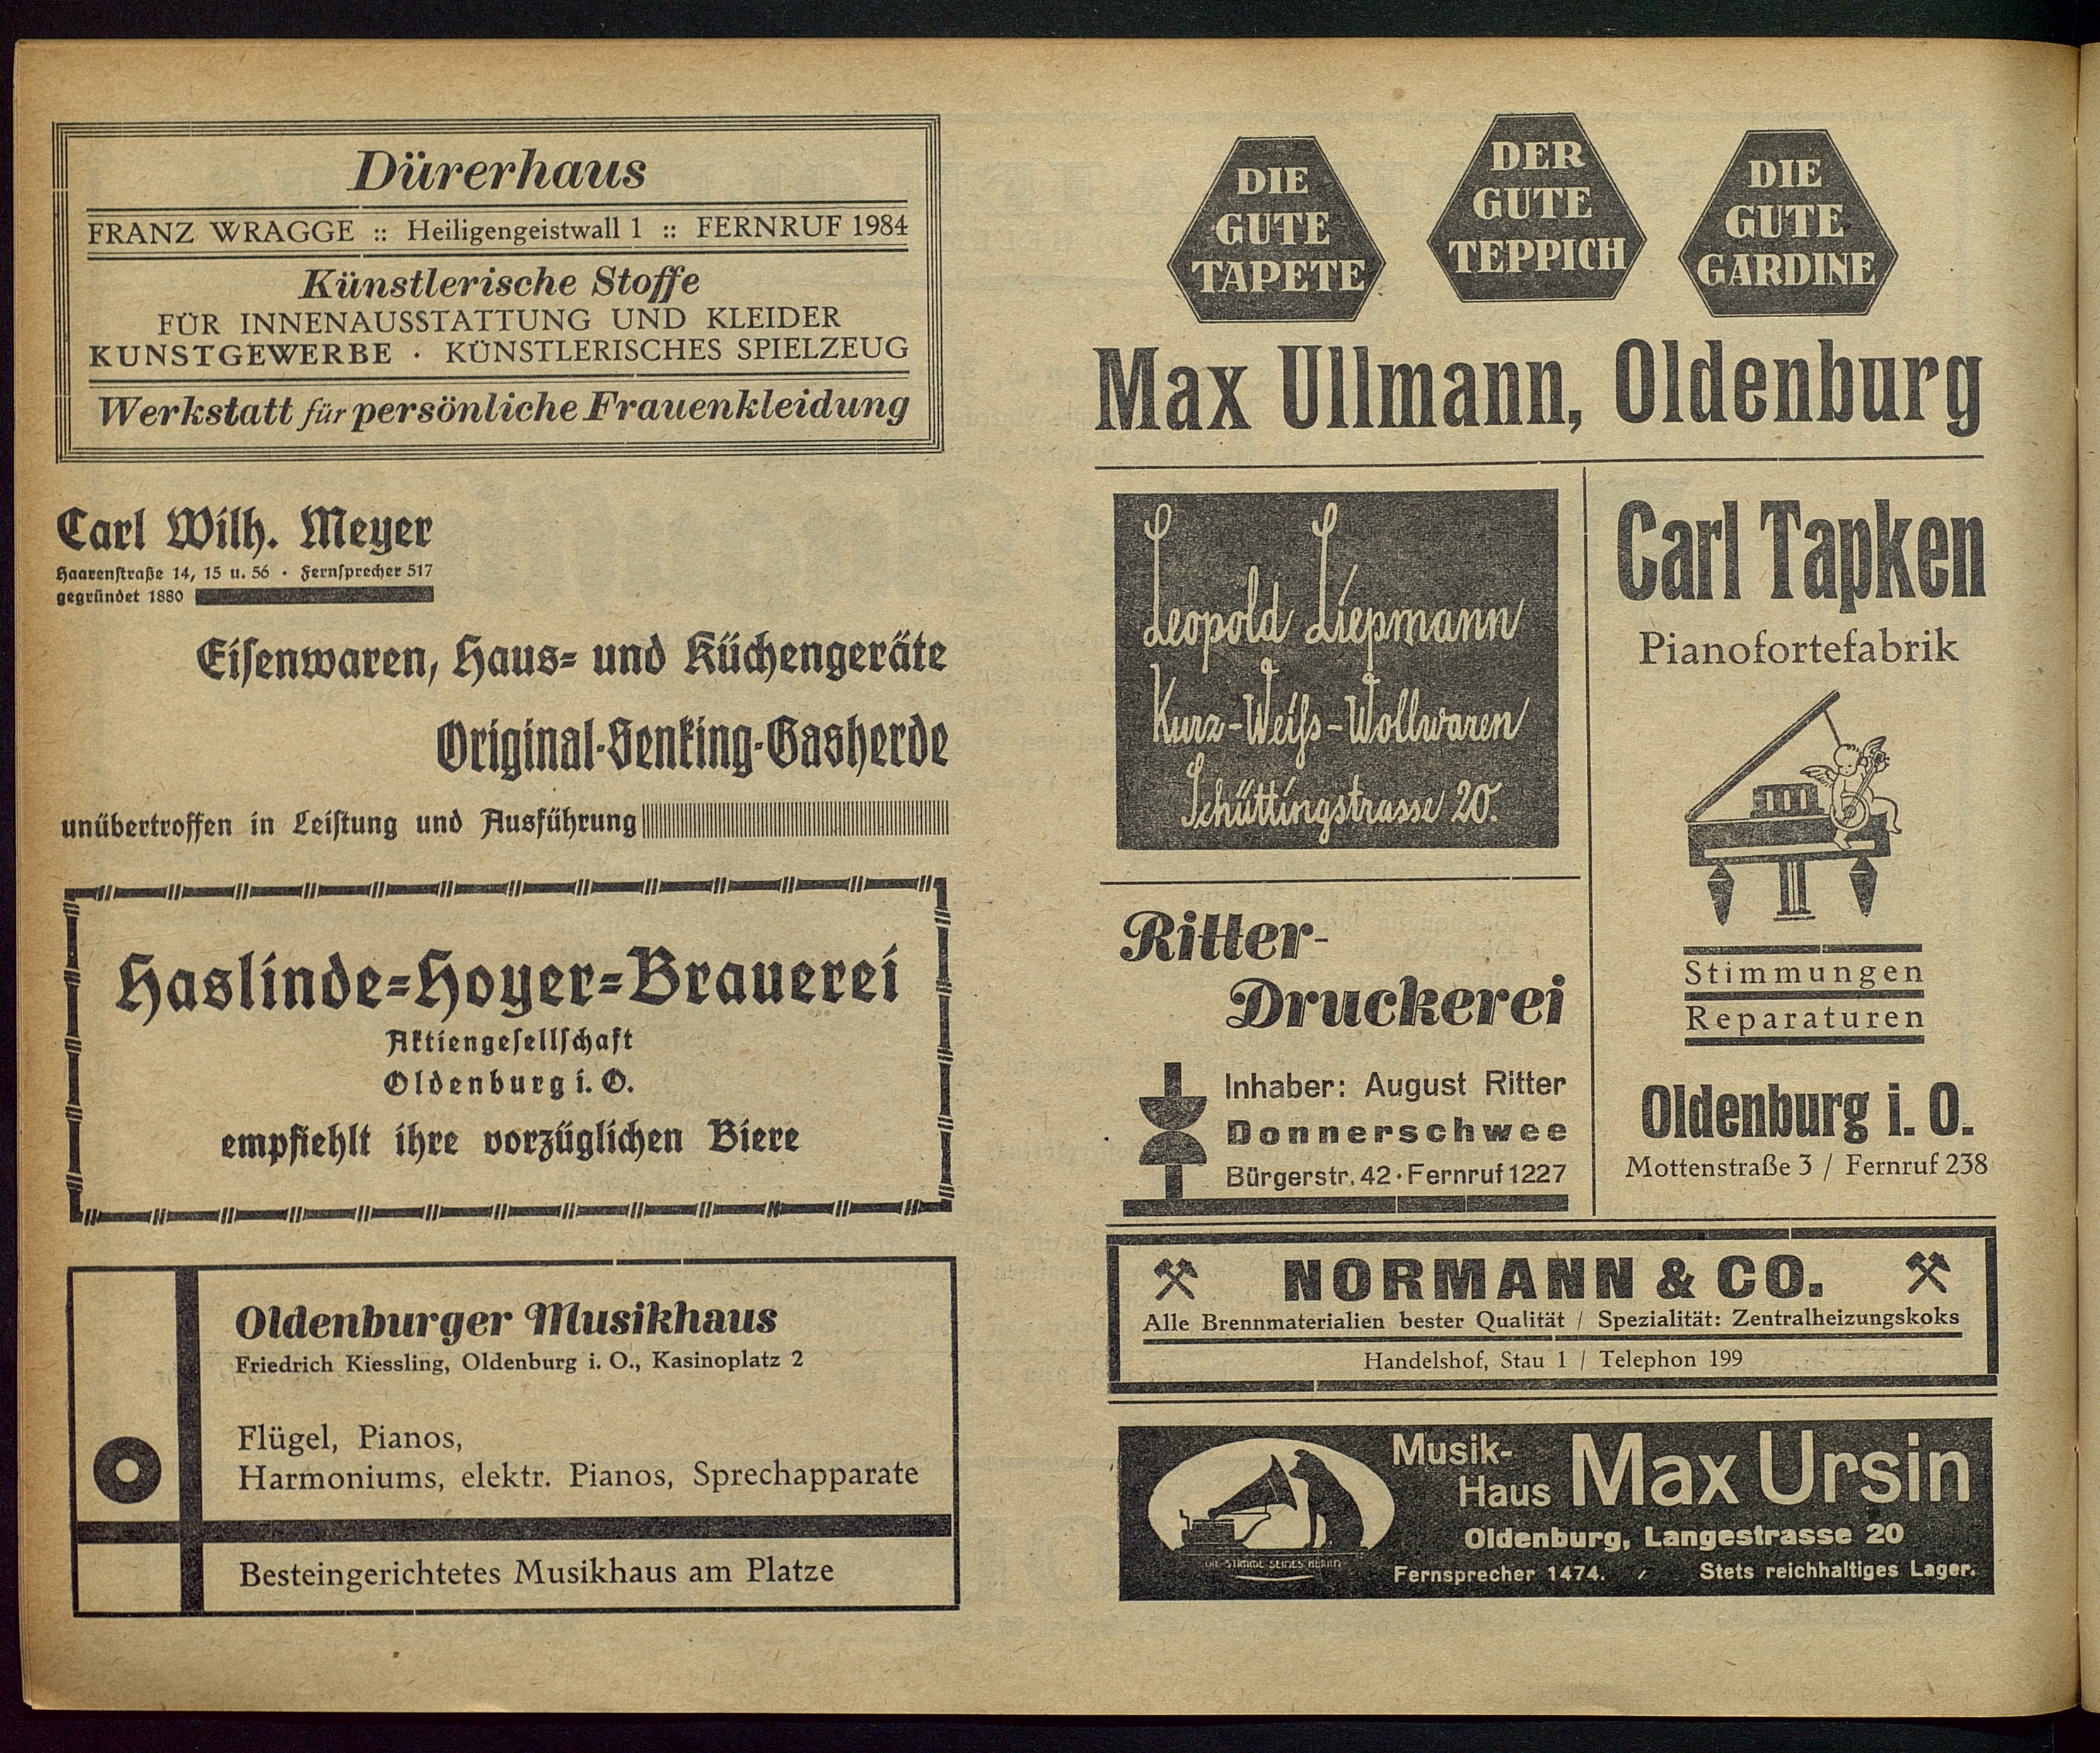 Dürerhaus
FRANZ WRAGGE :: Heiligengeistwall 1 :: FERNRUF 1984
Künstlerische Stoffe
FÜR INNENAUSSTATTUNG UND KLEIDER
KUNSTGEWERBE · KÜNSTLERISCHES SPIELZEUG
Werkstatt für persönliche Frauenkleidung
Carl Wilh. Meyer
Haarenstraße 14, 15 u. 56 · Fernsprecher 517
gegründet 1880
Eisenwaren, Haus- und Küchengeräte
Original-Senking-Gasherde
unübertroffen in Leistung und Ausführung
Haslinde-Hoyer-Brauerei
Aktiengesellschaft
Oldenburg i. O.
empfiehlt ihre vorzüglichen Biere
Oldenburger Musikhaus
Friedrich Kiessling, Oldenburg i. O., Kasinoplatz 2
Flügel, Pianos,
Harmoniums, elektr. Pianos, Sprechapparate
Besteingerichtetes Musikhaus am Platze
DIE
GUTE
TAPETE
DER
GUTE
TEPPICH
DIE
GUTE
GARDINE
Max Ullmann, Oldenburg
Leopold Liepmann
Kurz-Weiß-Wollwaren
Schüttingstrasse 20.
Ritter-
Druckerei
Inhaber: August Ritter
Donnerschwee
Bürgerstr. 42 · Fernruf 1227
Carl Tapken
Pianofortefabrik
Stimmungen
Reparaturen
Oldenburg i. O.
Mottenstraße 3 / Fernruf 238
NORMANN & CO.
Alle Brennmaterialien bester Qualität / Spezialität: Zentralheizungskoks
Handelshof, Stau 1 / Telephon 199
Musik-
Haus Max Ursin
Oldenburg, Langestrasse 20
Fernsprecher 1474. / Stets reichhaltiges Lager.
DIE STIMME SEINES HERRN